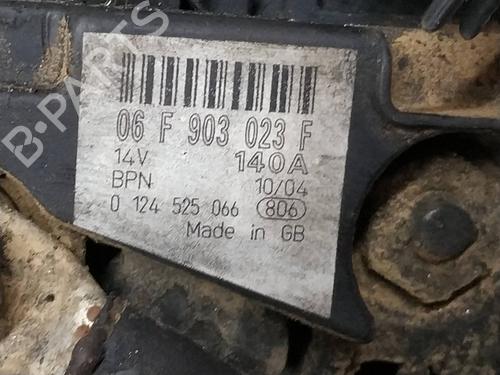 06 F 903 023 F
14V 140A
BPN 10/04
0 124 525 066 806
Made in GB
B-PARTS